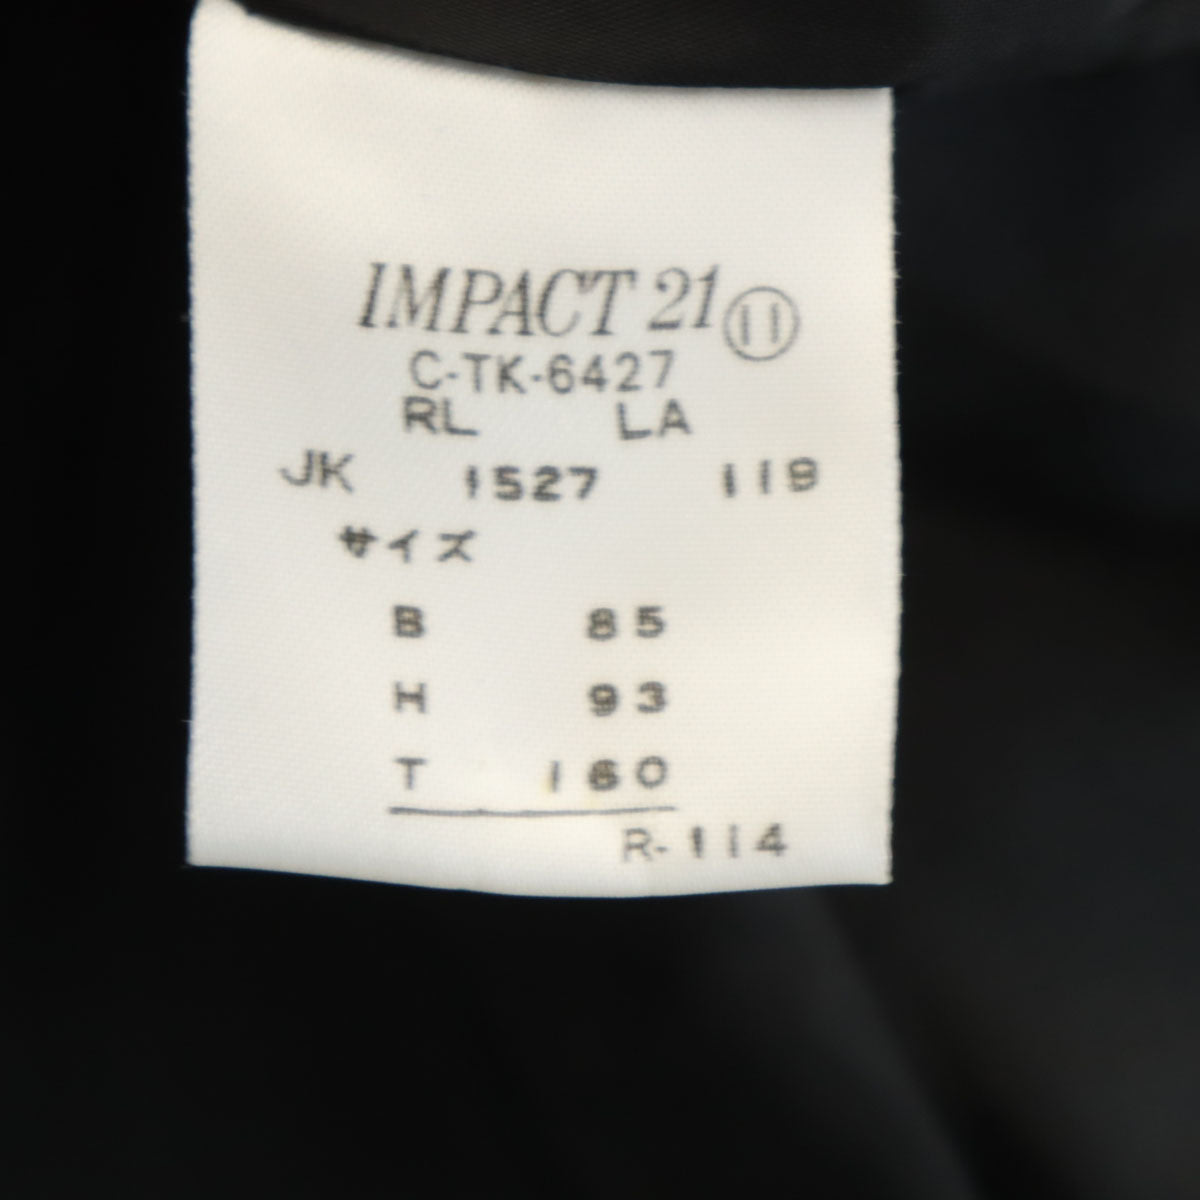 IMPACT 21 11
C-TK-6427
RL LA
JK 1527 119
サイズ
B 85
H 93
T 160
R-114